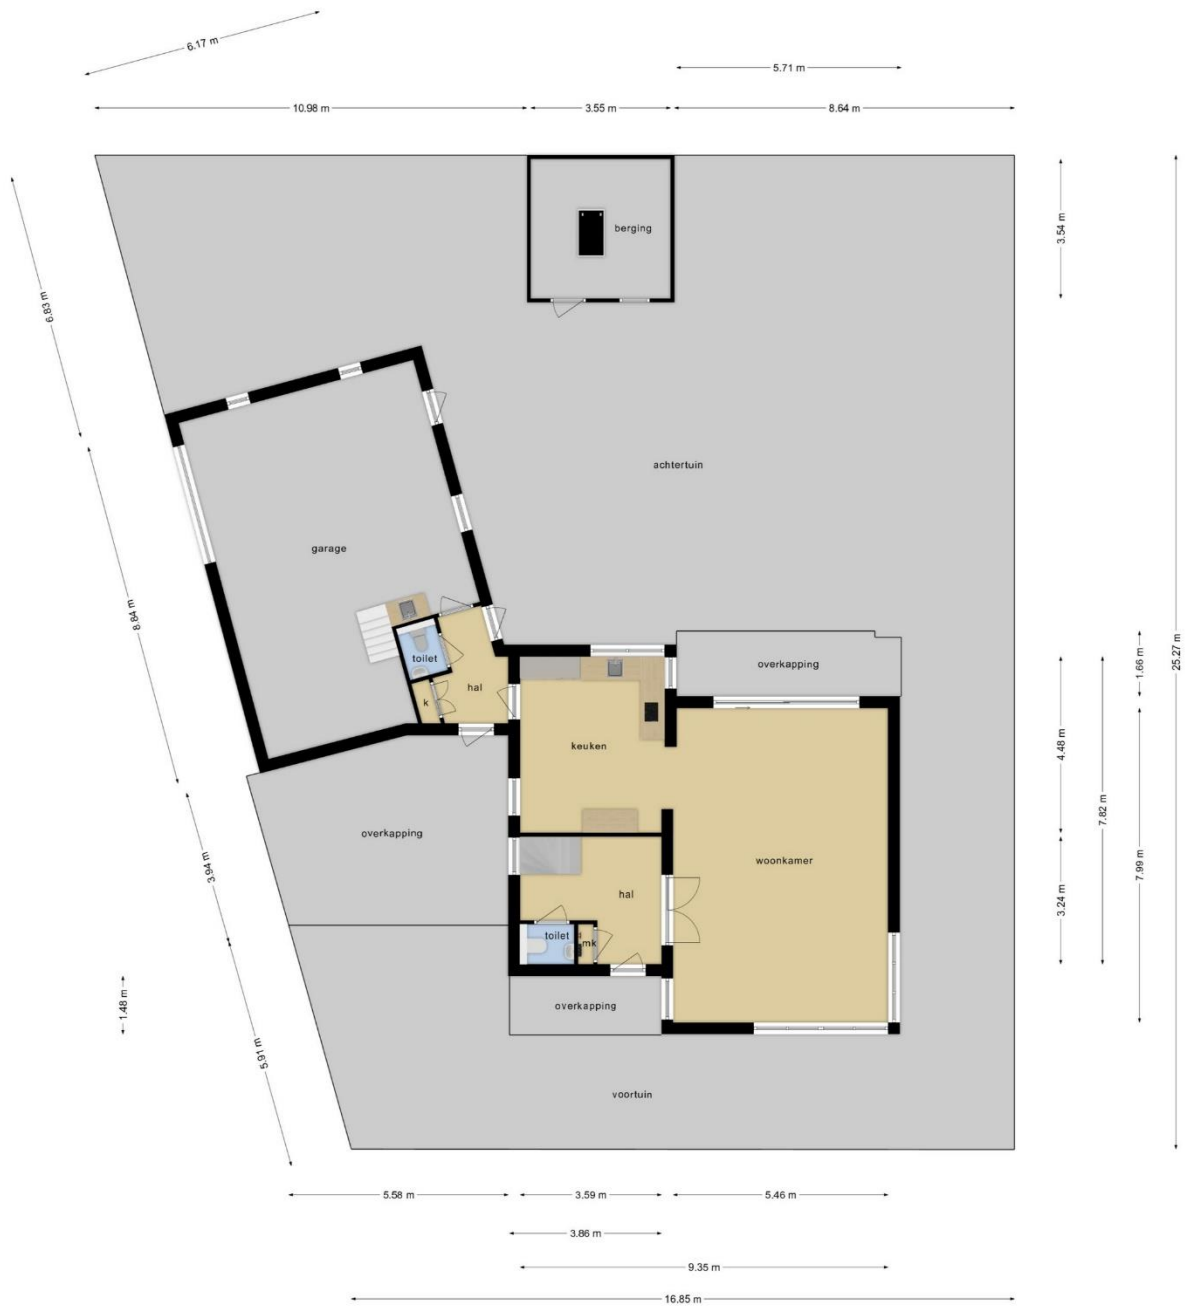 6.17 m
5.71 m
10.98 m
3.55 m
8.64 m
berging
3.54 m
6.83 m
achtertuin
garage
8.84 m
toilet
hal
k
overkapping
1.66 m
25.27 m
keuken
4.48 m
7.82 m
overkapping
woonkamer
7.99 m
3.94 m
hal
3.24 m
toilet
mk
overkapping
1.48 m
5.91 m
voortuin
5.58 m
3.59 m
5.46 m
3.86 m
9.35 m
16.85 m